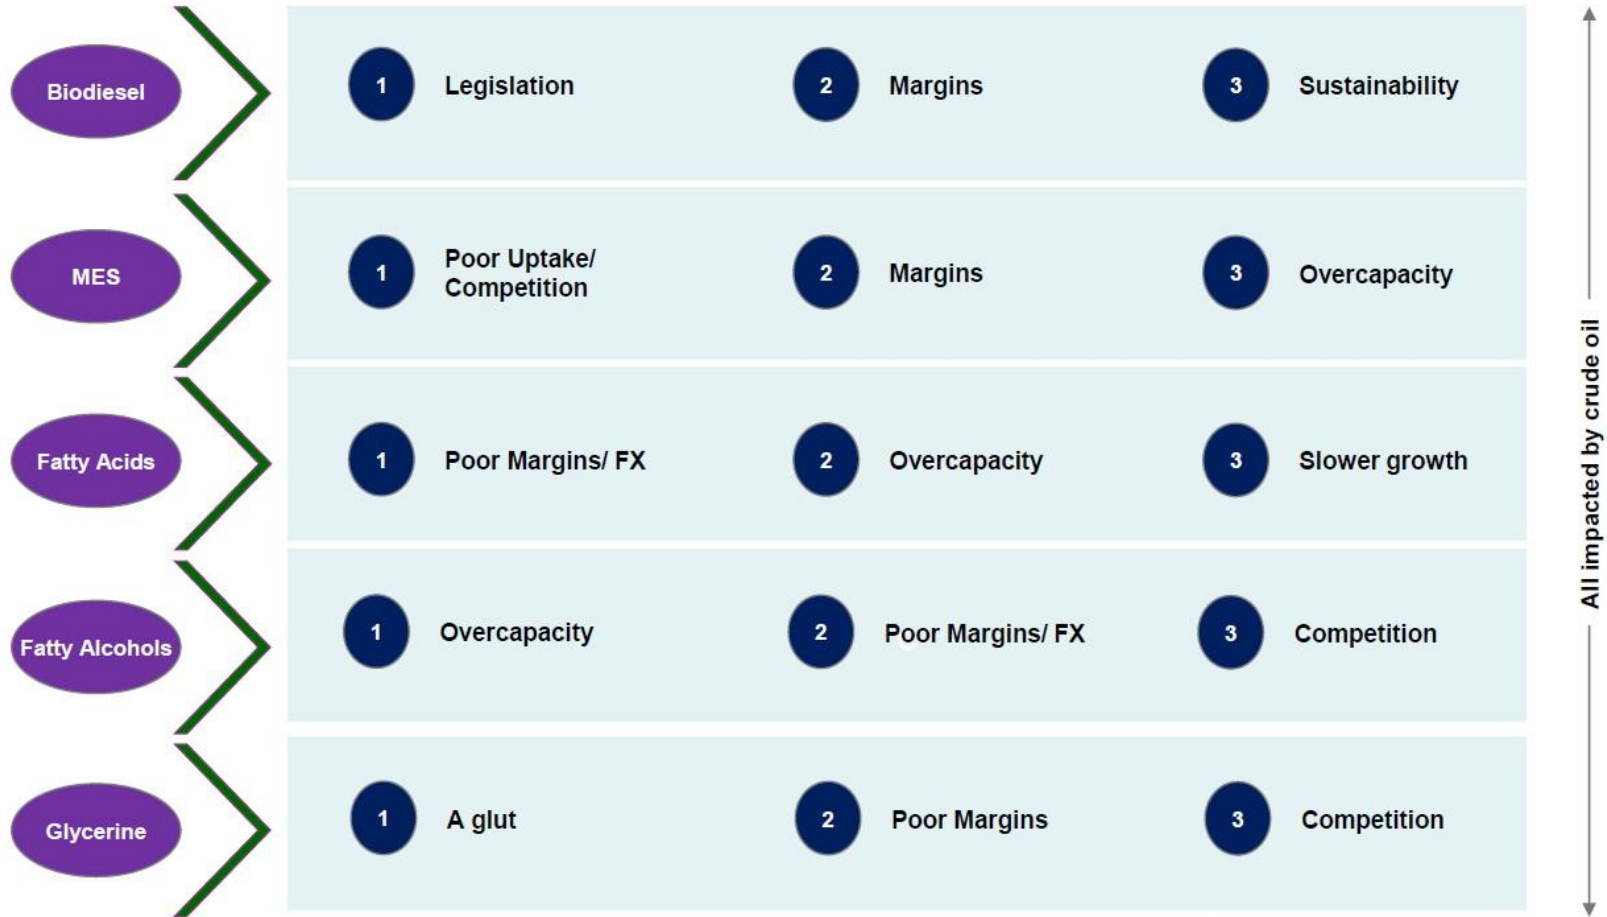 Biodiesel
1
Legislation
2
Margins
3
Sustainability
MES
1
Poor Uptake/
Competition
2
Margins
3
Overcapacity
Fatty Acids
1
Poor Margins/ FX
2
Overcapacity
3
Slower growth
Fatty Alcohols
1
Overcapacity
2
Poor Margins/ FX
3
Competition
Glycerine
1
A glut
2
Poor Margins
3
Competition
All impacted by crude oil